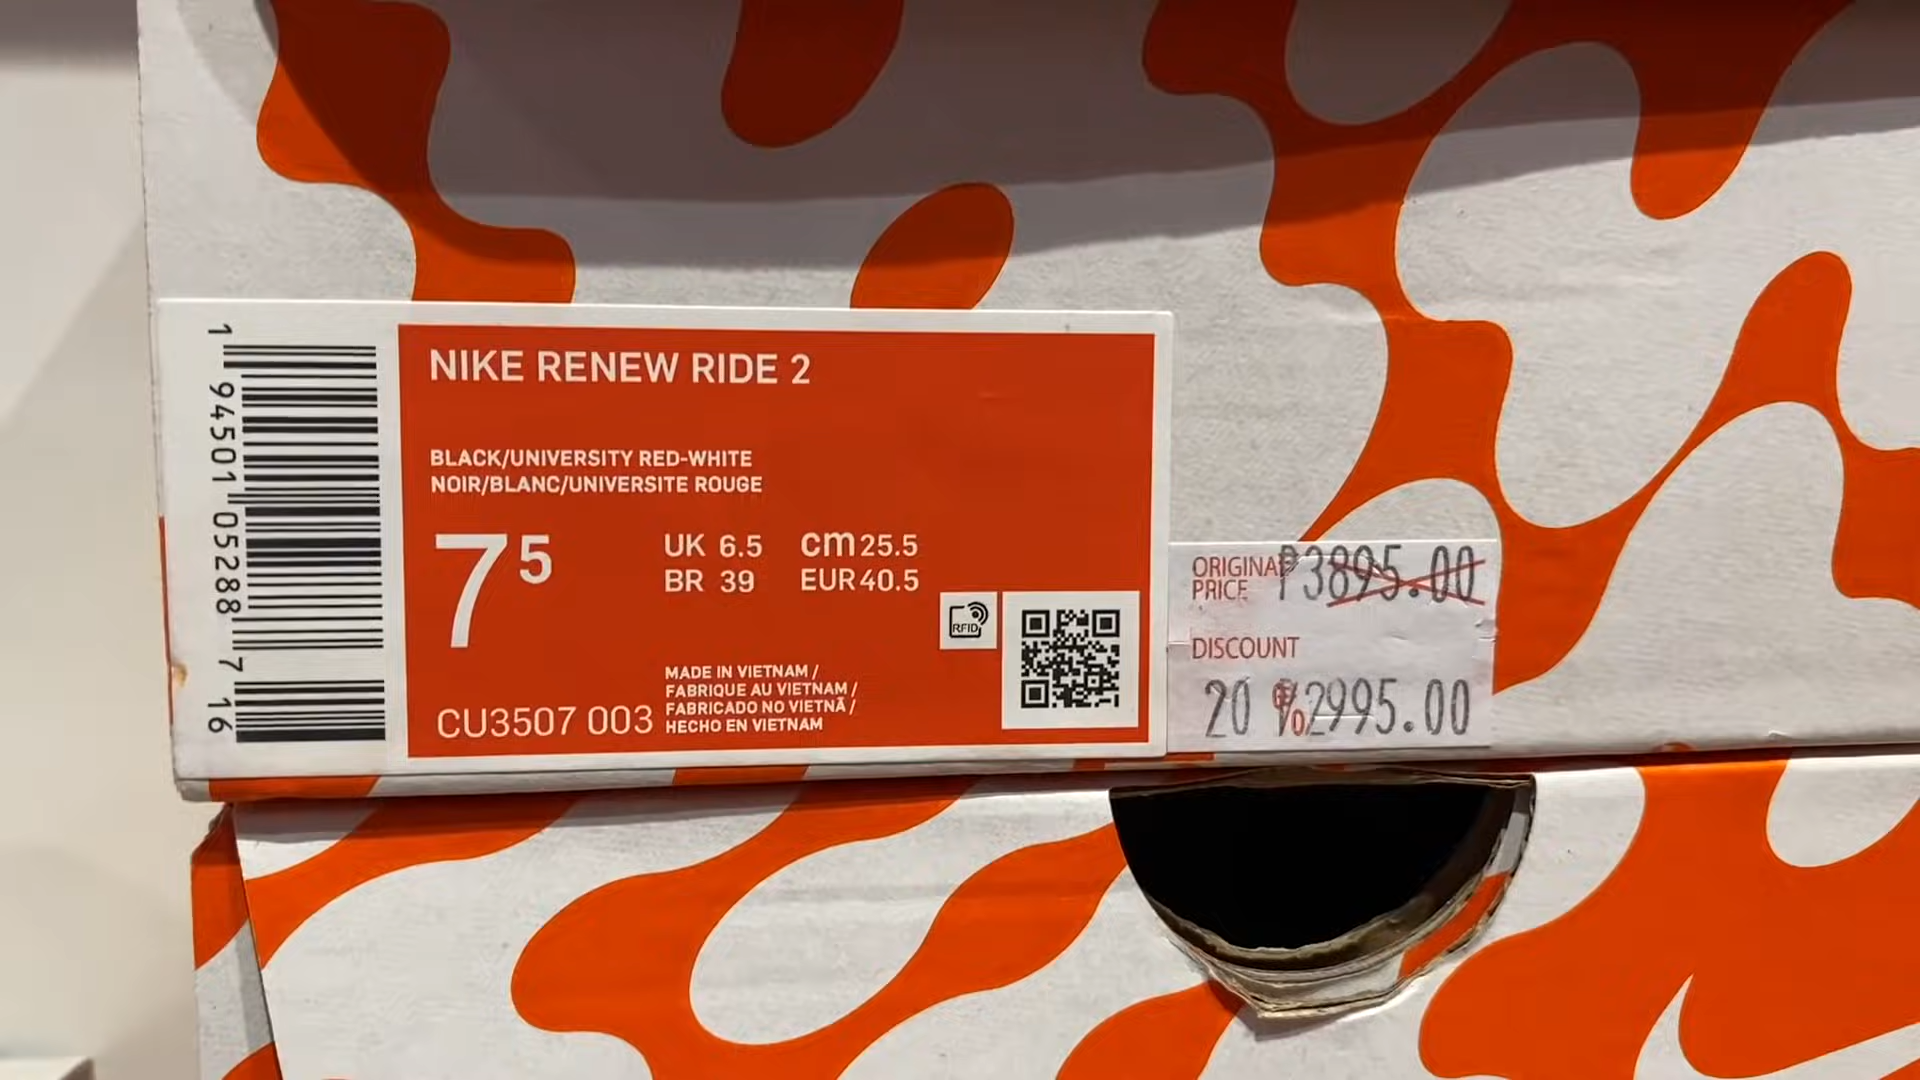 1 94501 05288 7 16
NIKE RENEW RIDE 2
BLACK/UNIVERSITY RED-WHITE
NOIR/BLANC/UNIVERSITE ROUGE
7⁵
UK 6.5 cm 25.5
BR 39 EUR 40.5
RFID
MADE IN VIETNAM /
FABRIQUE AU VIETNAM /
FABRICADO NO VIETNÃ /
HECHO EN VIETNAM
CU3507 003
ORIGINAL PRICE ₱3895.00
DISCOUNT
20 % ₱2995.00